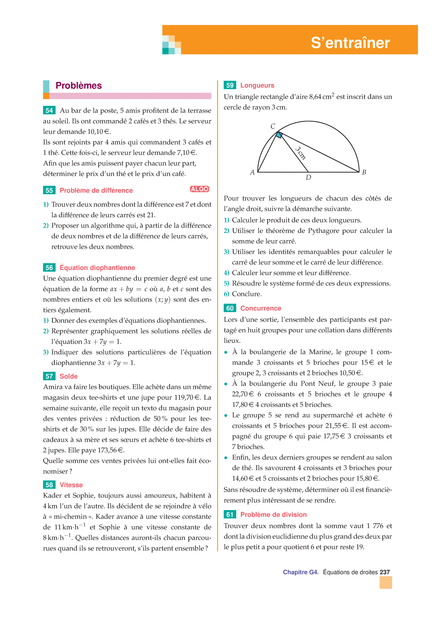 S'entraîner
Problèmes
54 Au bar de la poste, 5 amis profitent de la terrasse
au soleil. Ils ont commandé 2 cafés et 3 thés. Le serveur
leur demande 10,10 €.
Ils sont rejoints par 4 amis qui commandent 3 cafés et
1 thé. Cette fois-ci, le serveur leur demande 7,10 €.
Afin que les amis puissent payer chacun leur part,
déterminer le prix d'un thé et le prix d'un café.
55 Problème de différence ALGO
1) Trouver deux nombres dont la différence est 7 et dont
la différence de leurs carrés est 21.
2) Proposer un algorithme qui, à partir de la différence
de deux nombres et de la différence de leurs carrés,
retrouve les deux nombres.
56 Équation diophantienne
Une équation diophantienne du premier degré est une
équation de la forme ax + by = c où a, b et c sont des
nombres entiers et où les solutions (x; y) sont des en-
tiers également.
1) Donner des exemples d'équations diophantiennes.
2) Représenter graphiquement les solutions réelles de
l'équation 3x + 7y = 1.
3) Indiquer des solutions particulières de l'équation
diophantienne 3x + 7y = 1.
57 Solde
Amira va faire les boutiques. Elle achète dans un même
magasin deux tee-shirts et une jupe pour 119,70 €. La
semaine suivante, elle reçoit un texto du magasin pour
des ventes privées : réduction de 50 % pour les tee-
shirts et de 30 % sur les jupes. Elle décide de faire des
cadeaux à sa mère et ses sœurs et achète 6 tee-shirts et
2 jupes. Elle paye 173,56 €.
Quelle somme ces ventes privées lui ont-elles fait éco-
nomiser ?
58 Vitesse
Kader et Sophie, toujours aussi amoureux, habitent à
4 km l'un de l'autre. Ils décident de se rejoindre à vélo
à « mi-chemin ». Kader avance à une vitesse constante
de 11 km·h⁻¹ et Sophie à une vitesse constante de
8 km·h⁻¹. Quelles distances auront-ils chacun parcou-
rues quand ils se retrouveront, s'ils partent ensemble ?
59 Longueurs
Un triangle rectangle d'aire 8,64 cm² est inscrit dans un
cercle de rayon 3 cm.
C
3 cm
A
D
B
Pour trouver les longueurs de chacun des côtés de
l'angle droit, suivre la démarche suivante.
1) Calculer le produit de ces deux longueurs.
2) Utiliser le théorème de Pythagore pour calculer la
somme de leur carré.
3) Utiliser les identités remarquables pour calculer le
carré de leur somme et le carré de leur différence.
4) Calculer leur somme et leur différence.
5) Résoudre le système formé de ces deux expressions.
6) Conclure.
60 Concurrence
Lors d'une sortie, l'ensemble des participants est par-
tagé en huit groupes pour une collation dans différents
lieux.
• À la boulangerie de la Marine, le groupe 1 com-
mande 3 croissants et 5 brioches pour 15 € et le
groupe 2, 3 croissants et 2 brioches 10,50 €.
• À la boulangerie du Pont Neuf, le groupe 3 paie
22,70 € 6 croissants et 5 brioches et le groupe 4
17,80 € 4 croissants et 5 brioches.
• Le groupe 5 se rend au supermarché et achète 6
croissants et 5 brioches pour 21,55 €. Il est accom-
pagné du groupe 6 qui paie 17,75 € 3 croissants et
7 brioches.
• Enfin, les deux derniers groupes se rendent au salon
de thé. Ils savourent 4 croissants et 3 brioches pour
14,60 € et 5 croissants et 2 brioches pour 15,80 €.
Sans résoudre de système, déterminer où il est financiè-
rement plus intéressant de se rendre.
61 Problème de division
Trouver deux nombres dont la somme vaut 1 776 et
dont la division euclidienne du plus grand des deux par
le plus petit a pour quotient 6 et pour reste 19.
Chapitre G4. Équations de droites 237